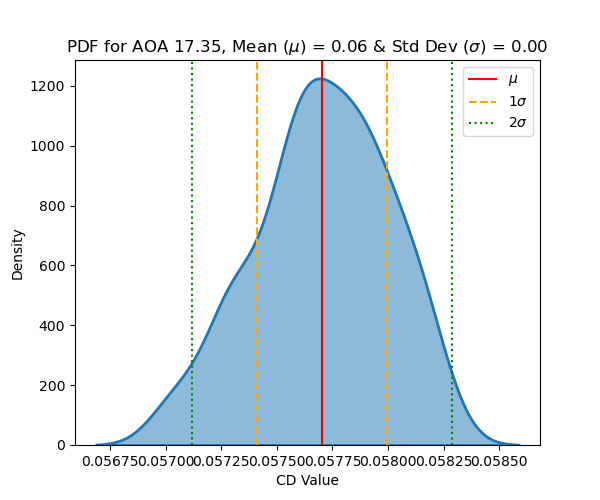 PDF for AOA 17.35, Mean (μ) = 0.06 & Std Dev (σ) = 0.00
μ
1σ
2σ
1200
1000
800
600
400
200
0
Density
0.05675 0.05700 0.05725 0.05750 0.05775 0.05800 0.05825 0.05850
CD Value